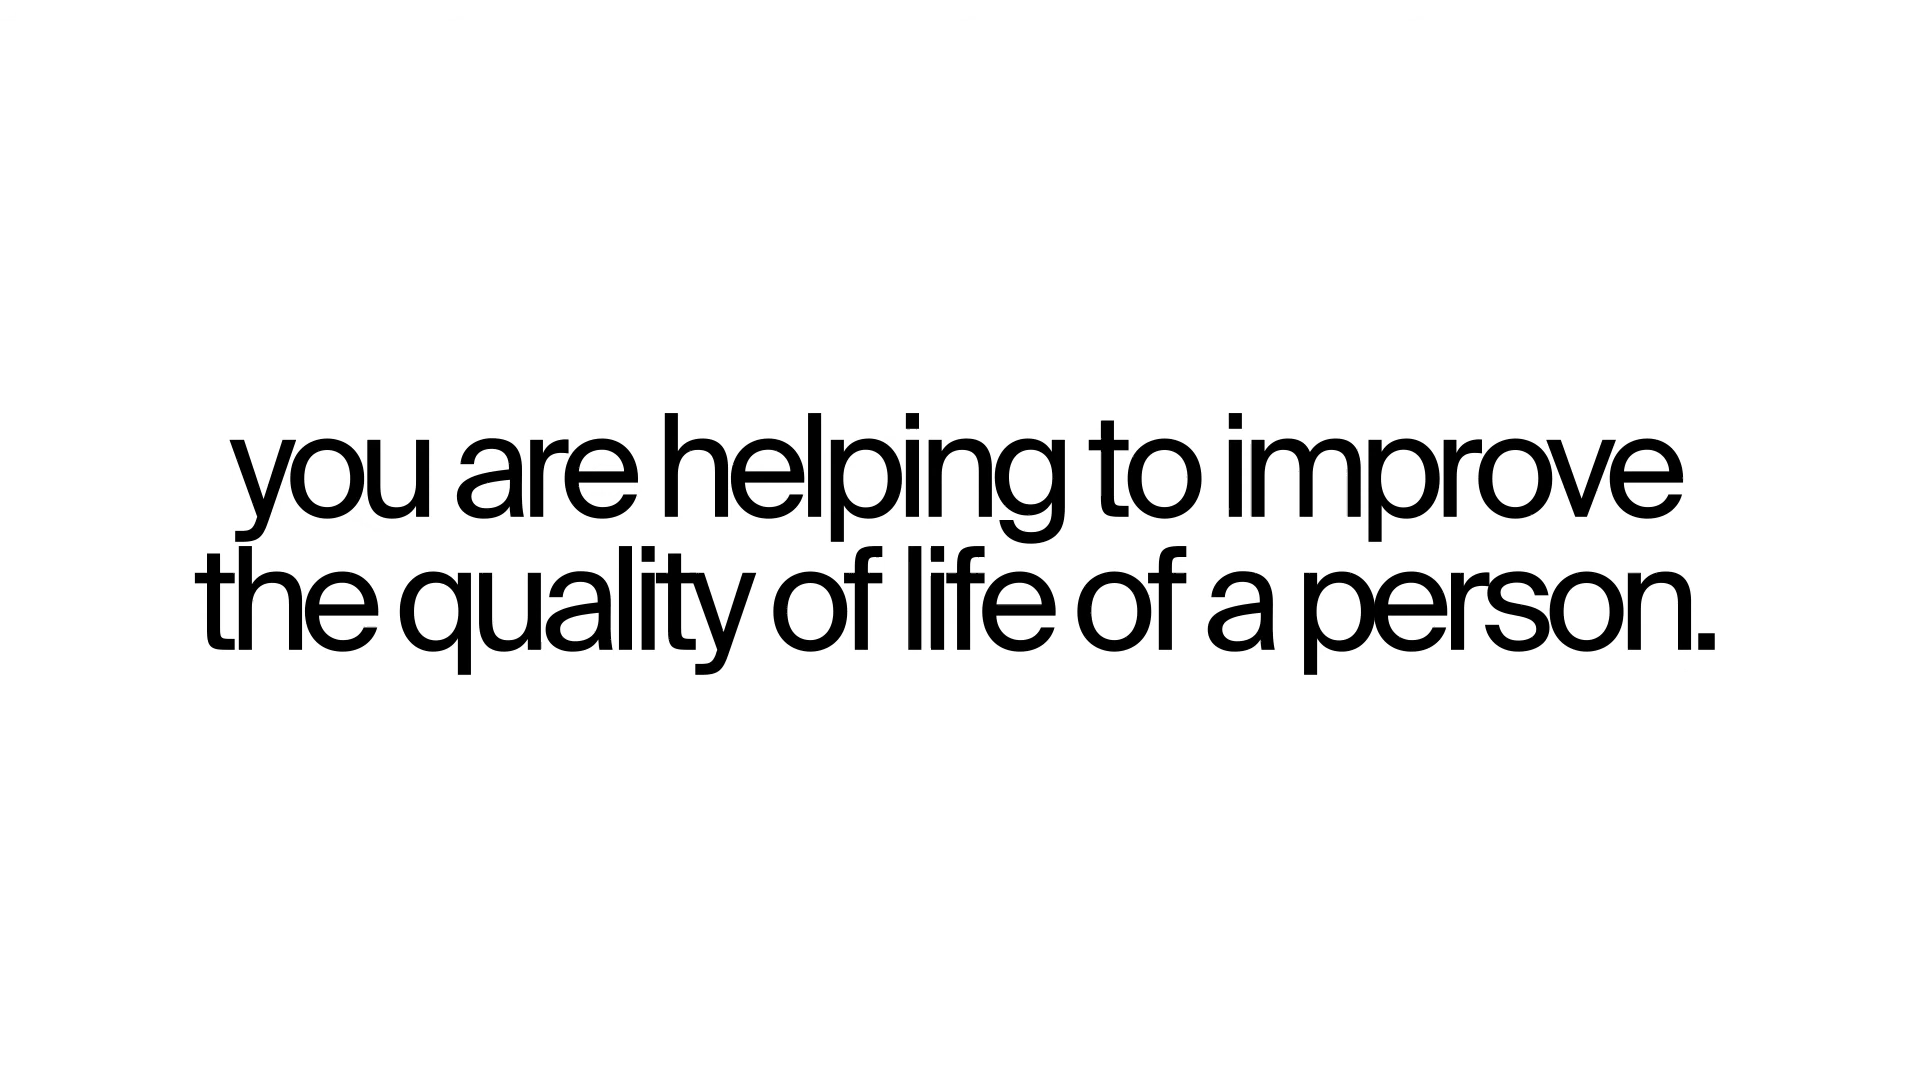 you are helping to improve
the quality of life of a person.